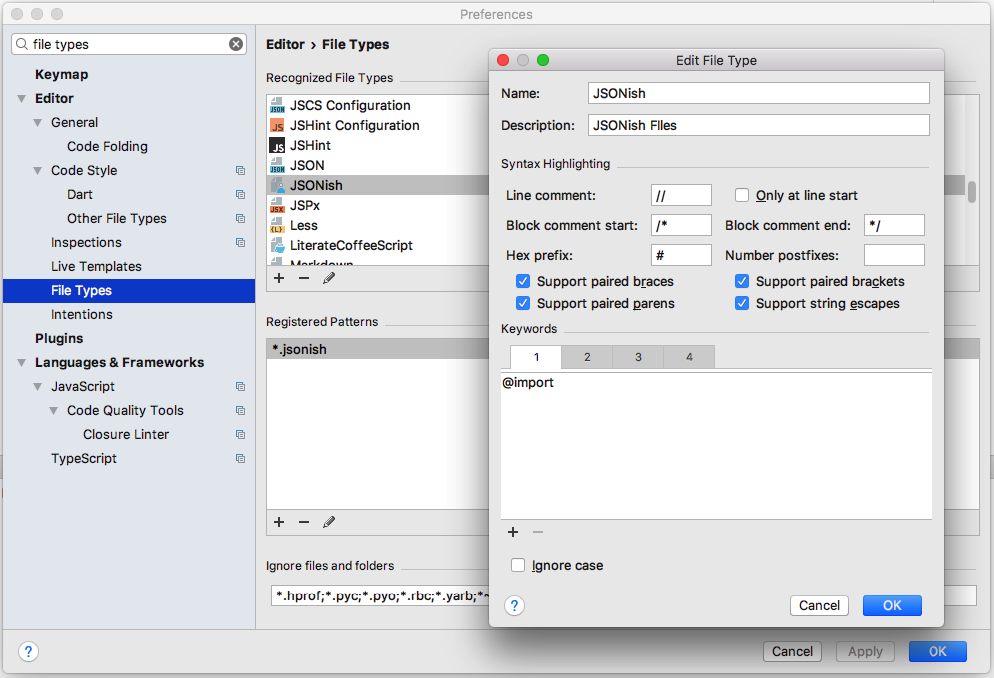 Preferences
file types
Keymap
Editor
General
Code Folding
Code Style
Dart
Other File Types
Inspections
Live Templates
File Types
Intentions
Plugins
Languages & Frameworks
JavaScript
Code Quality Tools
Closure Linter
TypeScript
Editor › File Types
Recognized File Types
JSCS Configuration
JSHint Configuration
JSHint
JSON
JSONish
JSPx
Less
LiterateCoffeeScript
Markdown
Registered Patterns
*.jsonish
Ignore files and folders
*.hprof;*.pyc;*.pyo;*.rbc;*.yarb;*~
Edit File Type
Name: JSONish
Description: JSONish FIles
Syntax Highlighting
Line comment: // Only at line start
Block comment start: /* Block comment end: */
Hex prefix: # Number postfixes:
Support paired braces Support paired brackets
Support paired parens Support string escapes
Keywords
1 2 3 4
@import
Ignore case
? Cancel OK
? Cancel Apply OK